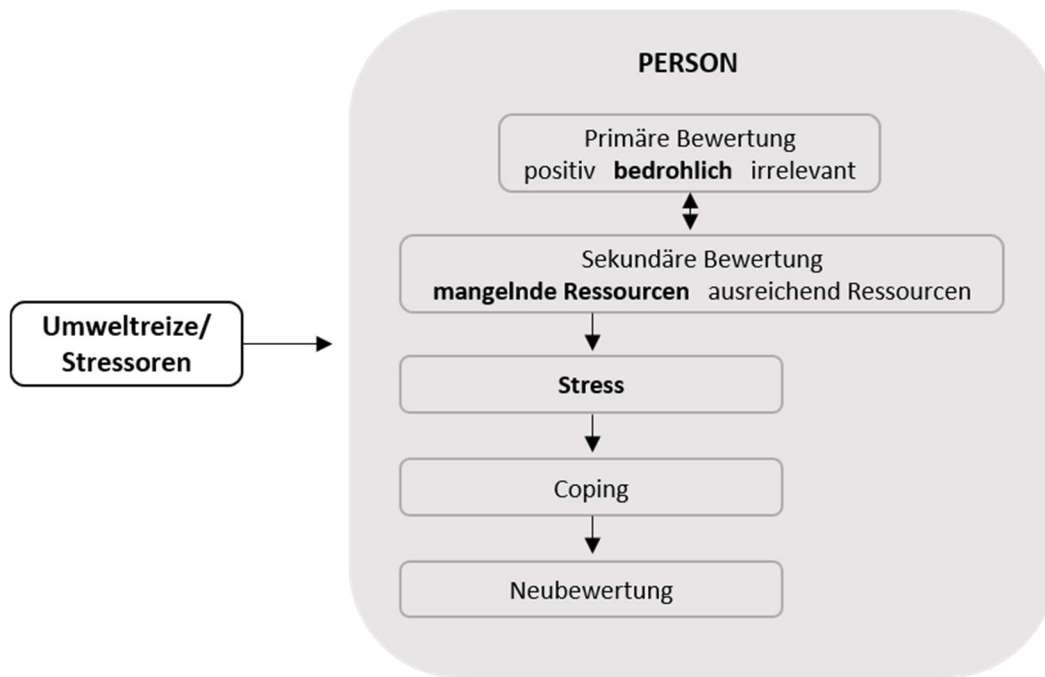 PERSON
Primäre Bewertung
positiv bedrohlich irrelevant
Sekundäre Bewertung
mangelnde Ressourcen ausreichend Ressourcen
Umweltreize/
Stressoren
Stress
Coping
Neubewertung